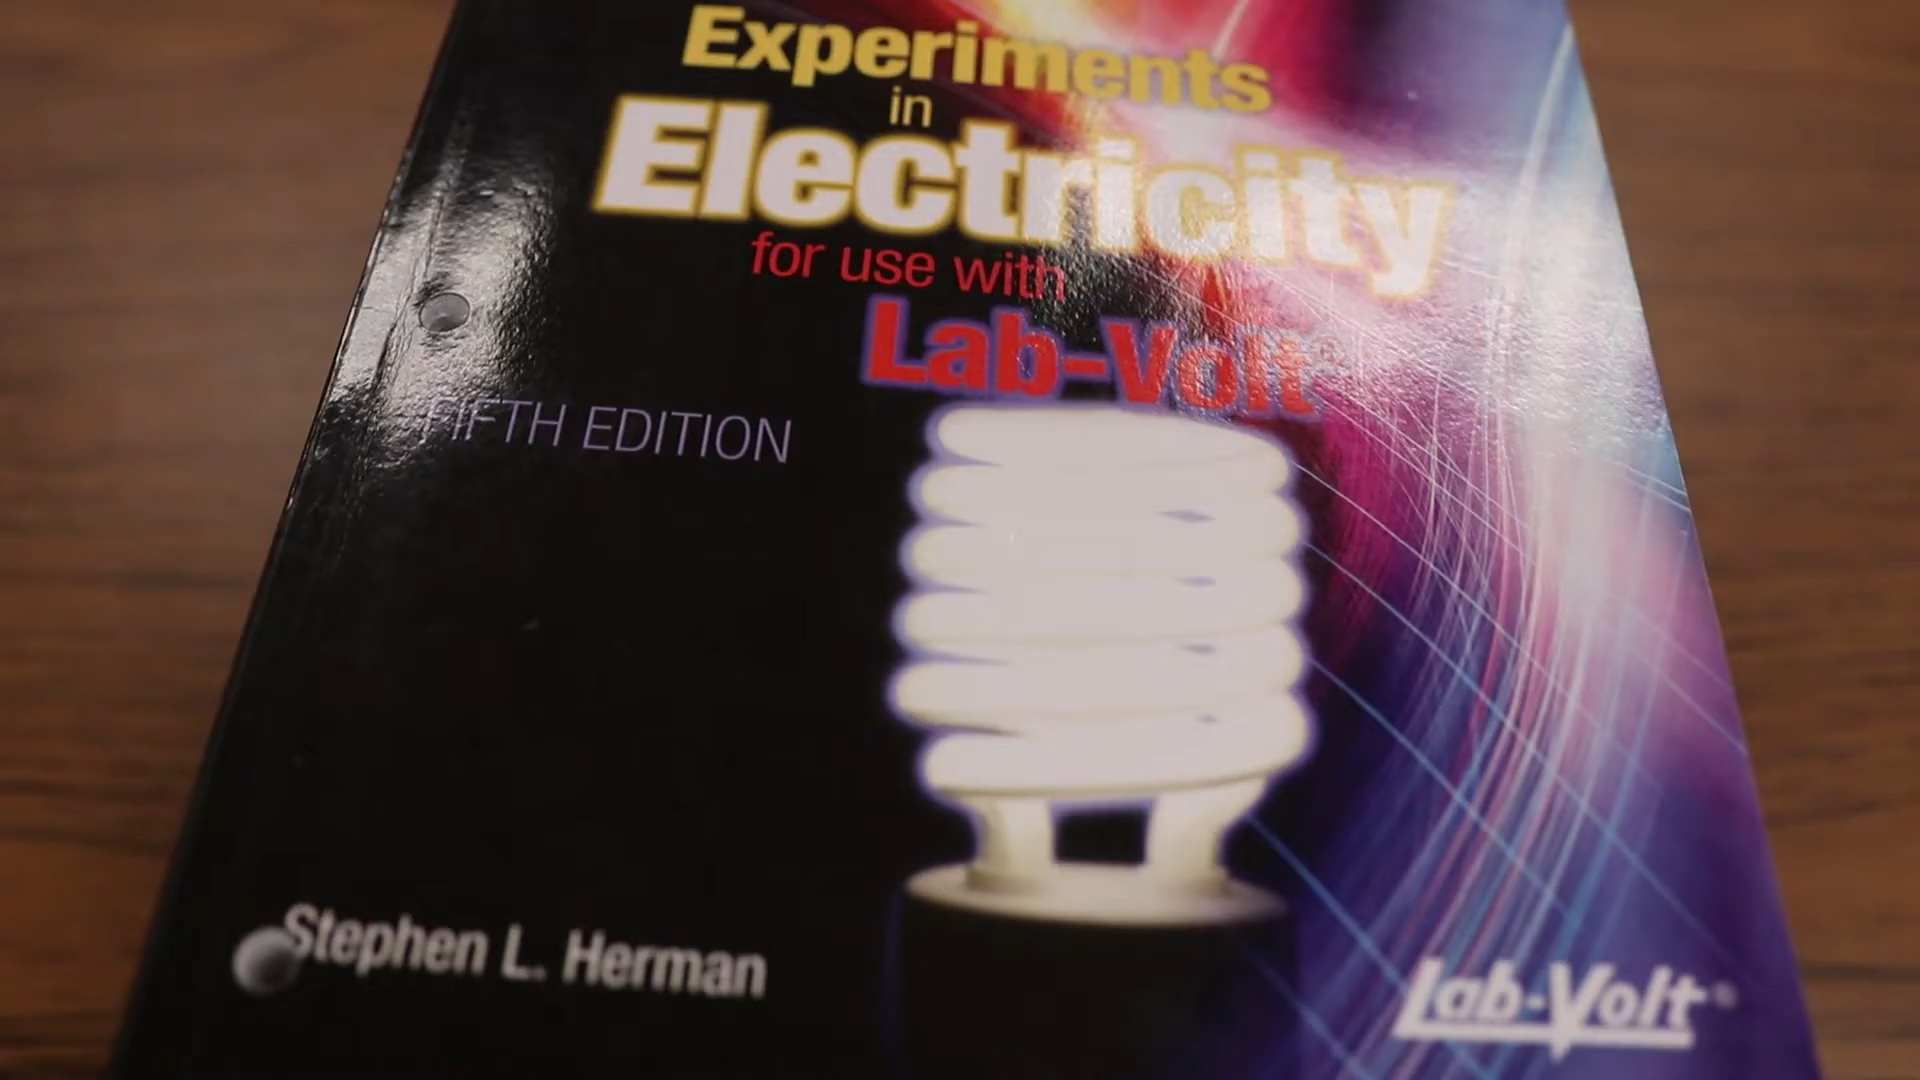 Experiments
in
Electricity
for use with
Lab-Volt®
FIFTH EDITION
Stephen L. Herman
Lab-Volt®